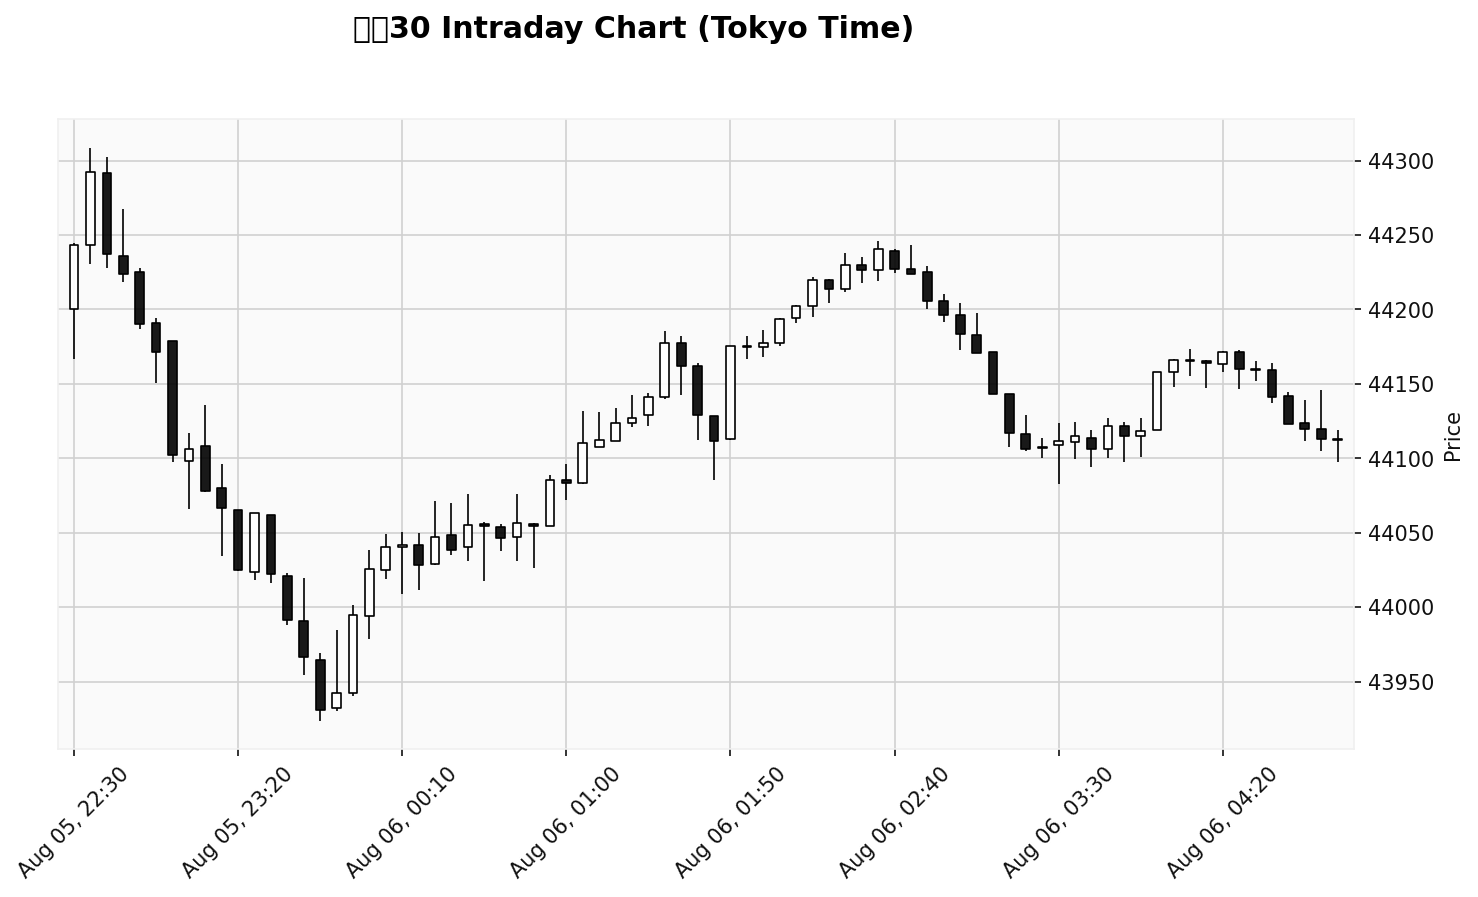 30 Intraday Chart (Tokyo Time)
44300
44250
44200
44150
44100
44050
44000
43950
Price
Aug 05, 22:30
Aug 05, 23:20
Aug 06, 00:10
Aug 06, 01:00
Aug 06, 01:50
Aug 06, 02:40
Aug 06, 03:30
Aug 06, 04:20